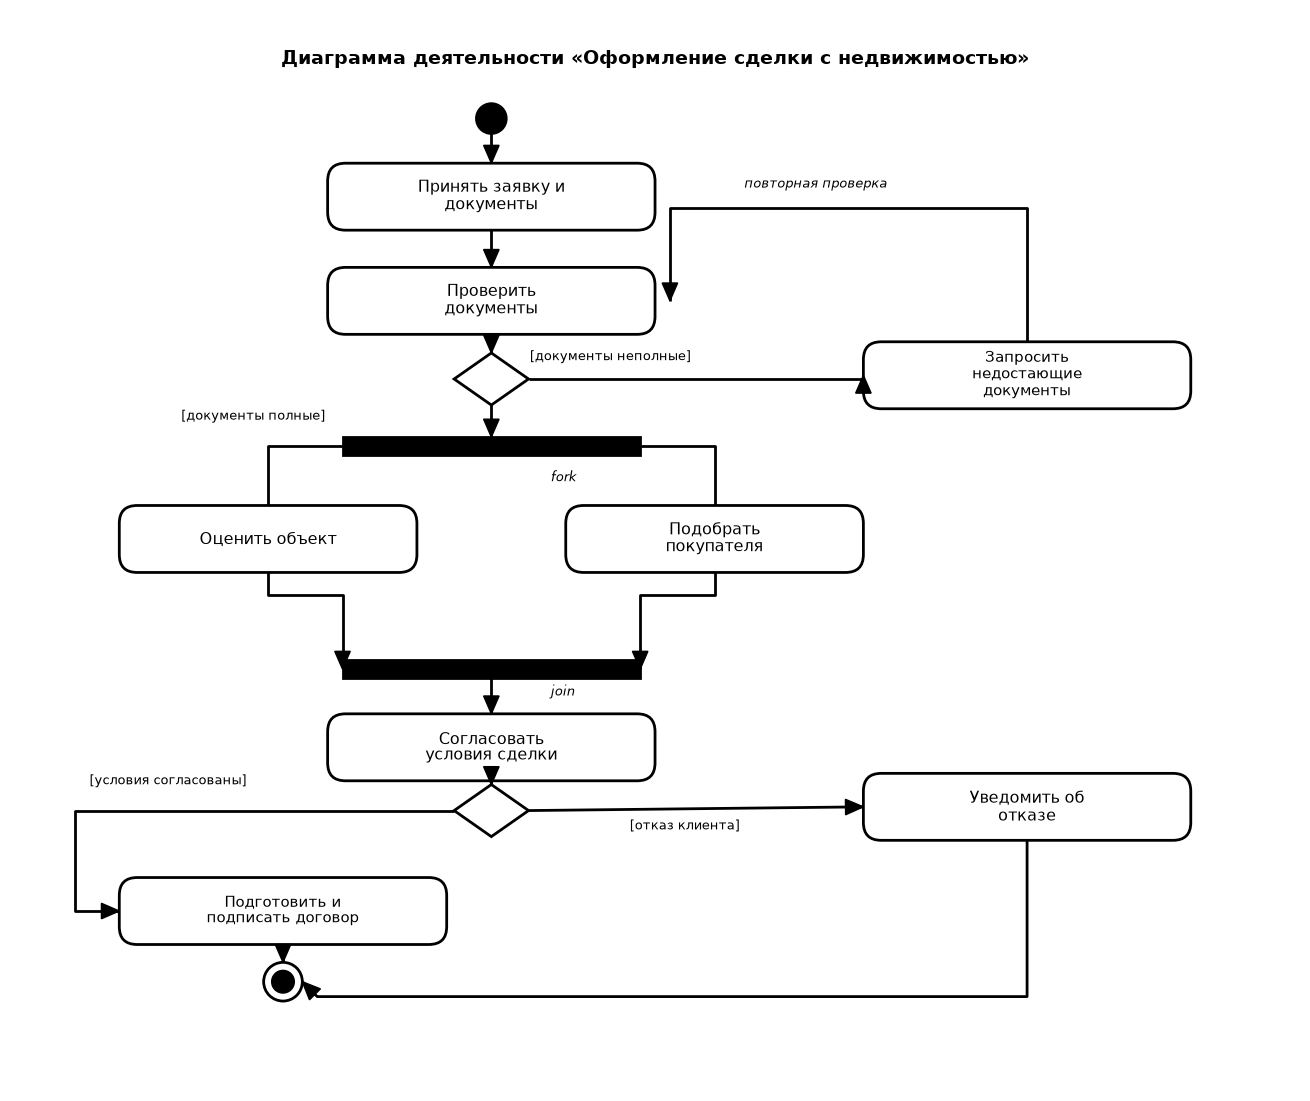 Диаграмма деятельности «Оформление сделки с недвижимостью»
Принять заявку и
документы
повторная проверка
Проверить
документы
[документы неполные]
Запросить
недостающие
документы
[документы полные]
fork
Оценить объект
Подобрать
покупателя
join
Согласовать
условия сделки
[условия согласованы]
Уведомить об
отказе
[отказ клиента]
Подготовить и
подписать договор